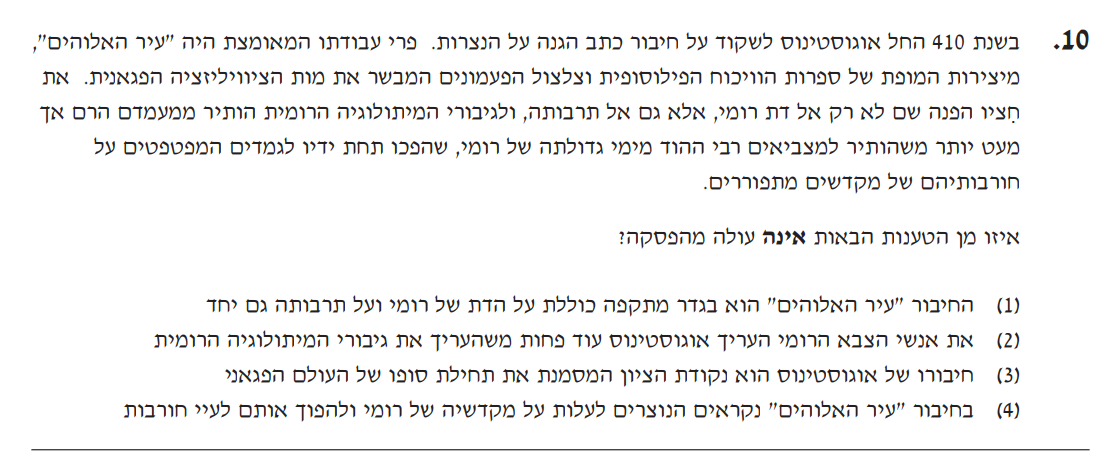 10. בשנת 410 החל אוגוסטינוס לשקוד על חיבור כתב הגנה על הנצרות. פרי עבודתו המאומצת היה "עיר האלוהים",
מיצירות המופת של ספרות הוויכוח הפילוסופית וצלצול הפעמונים המבשר את מות הציוויליזציה הפגאנית. את
חִציו הפנה שם לא רק אל דת רומי, אלא גם אל תרבותה, ולגיבורי המיתולוגיה הרומית הותיר ממעמדם הרם אך
מעט יותר משהותיר למצביאים רבי ההוד מימי גדולתה של רומי, שהפכו תחת ידיו לגמדים המפטפטים על
חורבותיהם של מקדשים מתפוררים.
איזו מן הטענות הבאות אינה עולה מהפסקה?
(1) החיבור "עיר האלוהים" הוא בגדר מתקפה כוללת על הדת של רומי ועל תרבותה גם יחד
(2) את אנשי הצבא הרומי העריך אוגוסטינוס עוד פחות משהעריך את גיבורי המיתולוגיה הרומית
(3) חיבורו של אוגוסטינוס הוא נקודת הציון המסמנת את תחילת סופו של העולם הפגאני
(4) בחיבור "עיר האלוהים" נקראים הנוצרים לעלות על מקדשיה של רומי ולהפוך אותם לעיי חורבות